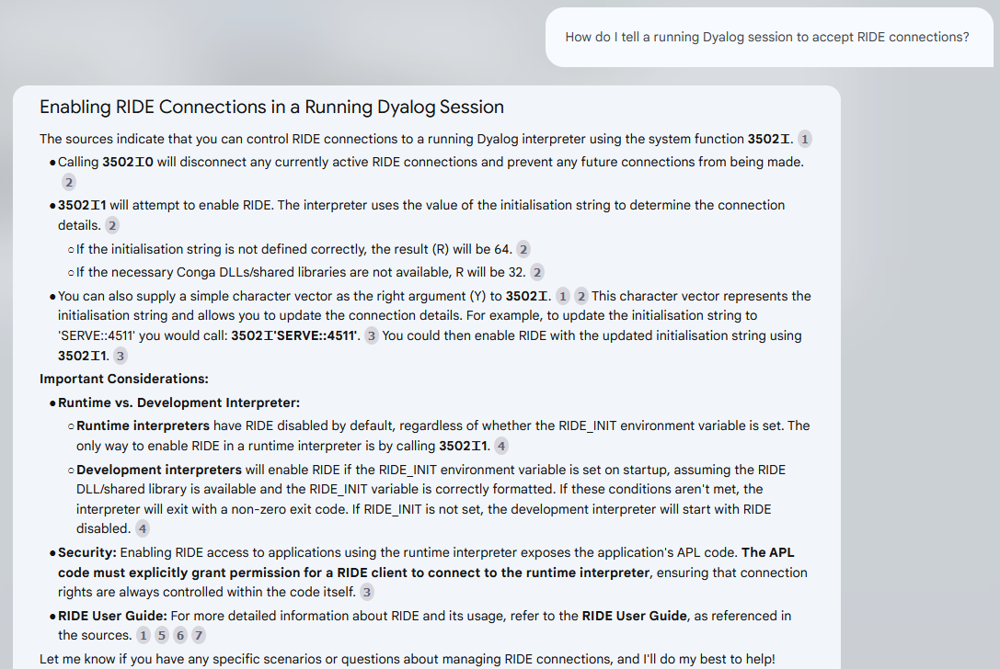 How do I tell a running Dyalog session to accept RIDE connections?
Enabling RIDE Connections in a Running Dyalog Session
The sources indicate that you can control RIDE connections to a running Dyalog interpreter using the system function 3502⌶. 1
● Calling 3502⌶0 will disconnect any currently active RIDE connections and prevent any future connections from being made.
2
● 3502⌶1 will attempt to enable RIDE. The interpreter uses the value of the initialisation string to determine the connection
details. 2
○ If the initialisation string is not defined correctly, the result (R) will be 64. 2
○ If the necessary Conga DLLs/shared libraries are not available, R will be 32. 2
● You can also supply a simple character vector as the right argument (Y) to 3502⌶. 1 2 This character vector represents the
initialisation string and allows you to update the connection details. For example, to update the initialisation string to
'SERVE::4511' you would call: 3502⌶'SERVE::4511'. 3 You could then enable RIDE with the updated initialisation string using
3502⌶1. 3
Important Considerations:
● Runtime vs. Development Interpreter:
○ Runtime interpreters have RIDE disabled by default, regardless of whether the RIDE_INIT environment variable is set. The
only way to enable RIDE in a runtime interpreter is by calling 3502⌶1. 4
○ Development interpreters will enable RIDE if the RIDE_INIT environment variable is set on startup, assuming the RIDE
DLL/shared library is available and the RIDE_INIT variable is correctly formatted. If these conditions aren't met, the
interpreter will exit with a non-zero exit code. If RIDE_INIT is not set, the development interpreter will start with RIDE
disabled. 4
● Security: Enabling RIDE access to applications using the runtime interpreter exposes the application's APL code. The APL
code must explicitly grant permission for a RIDE client to connect to the runtime interpreter, ensuring that connection
rights are always controlled within the code itself. 3
● RIDE User Guide: For more detailed information about RIDE and its usage, refer to the RIDE User Guide, as referenced in
the sources. 1 5 6 7
Let me know if you have any specific scenarios or questions about managing RIDE connections, and I'll do my best to help!